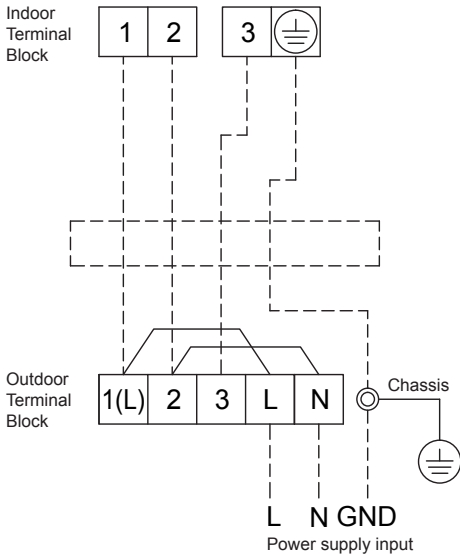 Indoor
Terminal
Block
1 2 3
Outdoor
Terminal
Block
1(L) 2 3 L N
Chassis
L N GND
Power supply input